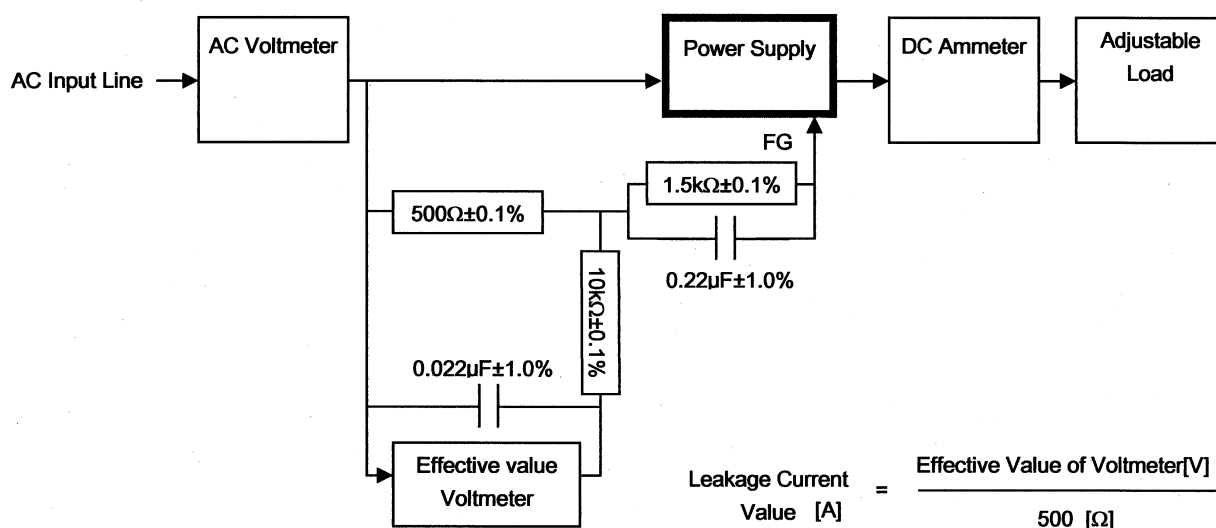 AC Voltmeter
AC Input Line
Power Supply
DC Ammeter
Adjustable
Load
FG
1.5kΩ±0.1%
500Ω±0.1%
0.22μF±1.0%
10kΩ±0.1%
0.022μF±1.0%
Effective value
Voltmeter
Leakage Current
Value [A]
=
Effective Value of Voltmeter[V]
500 [Ω]